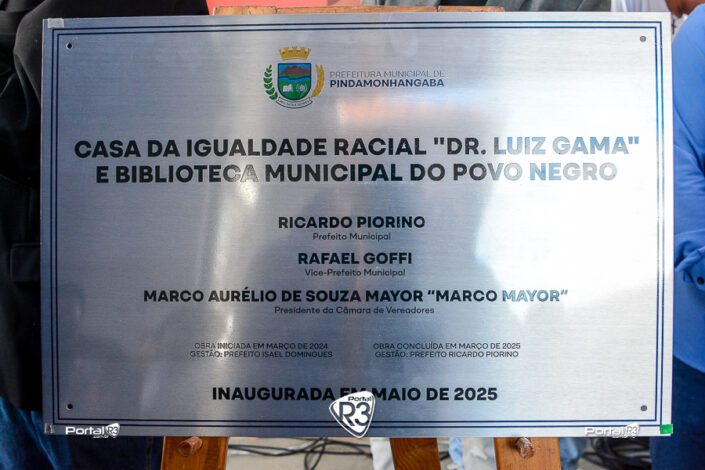 PREFEITURA MUNICIPAL DE
PINDAMONHANGABA
CASA DA IGUALDADE RACIAL "DR. LUIZ GAMA"
E BIBLIOTECA MUNICIPAL DO POVO NEGRO
RICARDO PIORINO
Prefeito Municipal
RAFAEL GOFFI
Vice-Prefeito Municipal
MARCO AURÉLIO DE SOUZA MAYOR “MARCO MAYOR”
Presidente da Câmara de Vereadores
OBRA INICIADA EM MARÇO DE 2024
GESTÃO: PREFEITO ISAEL DOMINGUES
OBRA CONCLUÍDA EM MARÇO DE 2025
GESTÃO: PREFEITO RICARDO PIORINO
INAUGURADA EM MAIO DE 2025
Portal R3
Portal R3
Portal R3